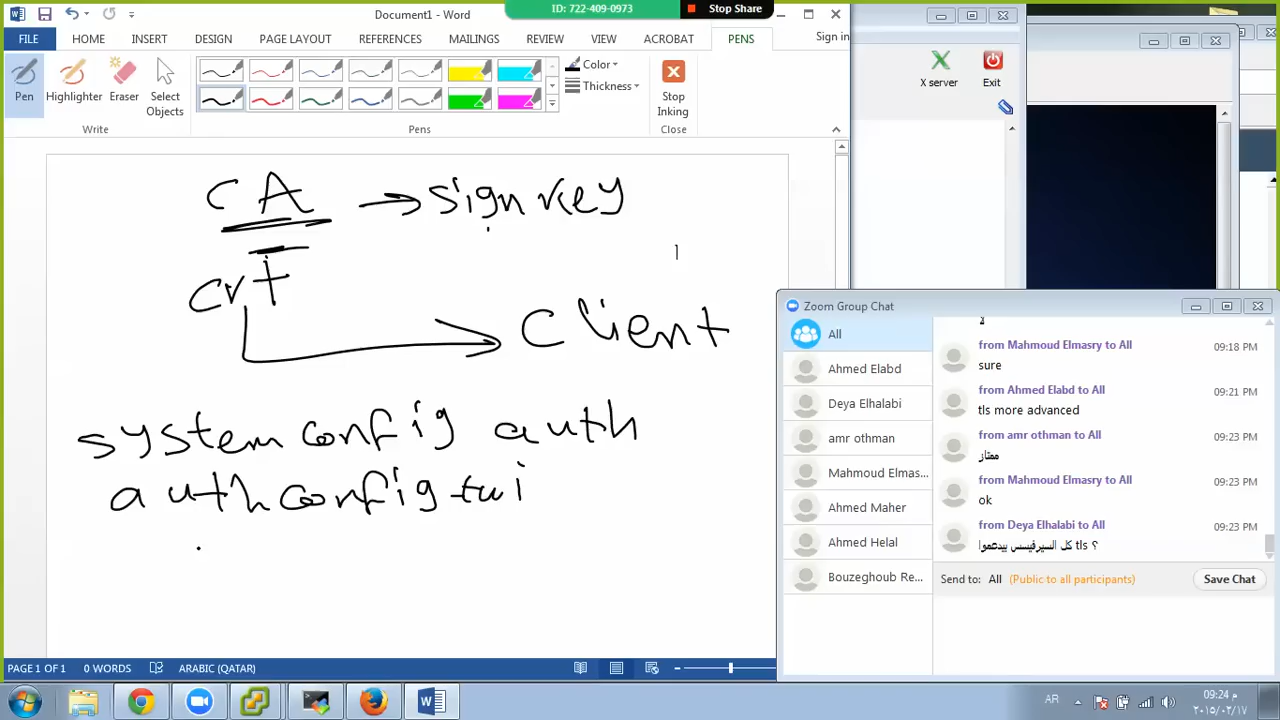 Document1 - Word
ID: 722-409-0973
Stop Share
FILE
HOME
INSERT
DESIGN
PAGE LAYOUT
REFERENCES
MAILINGS
REVIEW
VIEW
ACROBAT
PENS
Sign in
Pen
Highlighter
Eraser
Select Objects
Color
Thickness
Stop Inking
Write
Pens
Close
X server
Exit
CA → sign key
crt
Client
system config auth
authconfig tui
Zoom Group Chat
All
Ahmed Elabd
Deya Elhalabi
amr othman
Mahmoud Elmas...
Ahmed Maher
Ahmed Helal
Bouzeghoub Re...
لا
from Mahmoud Elmasry to All 09:18 PM
sure
from Ahmed Elabd to All 09:21 PM
tls more advanced
from amr othman to All 09:23 PM
ممتاز
from Mahmoud Elmasry to All 09:23 PM
ok
from Deya Elhalabi to All 09:23 PM
كل السيرفيسس بيدعموا tls ؟
Send to: All (Public to all participants)
Save Chat
PAGE 1 OF 1
0 WORDS
ARABIC (QATAR)
AR
09:24 م
٢٠١٥/٠٢/١٧